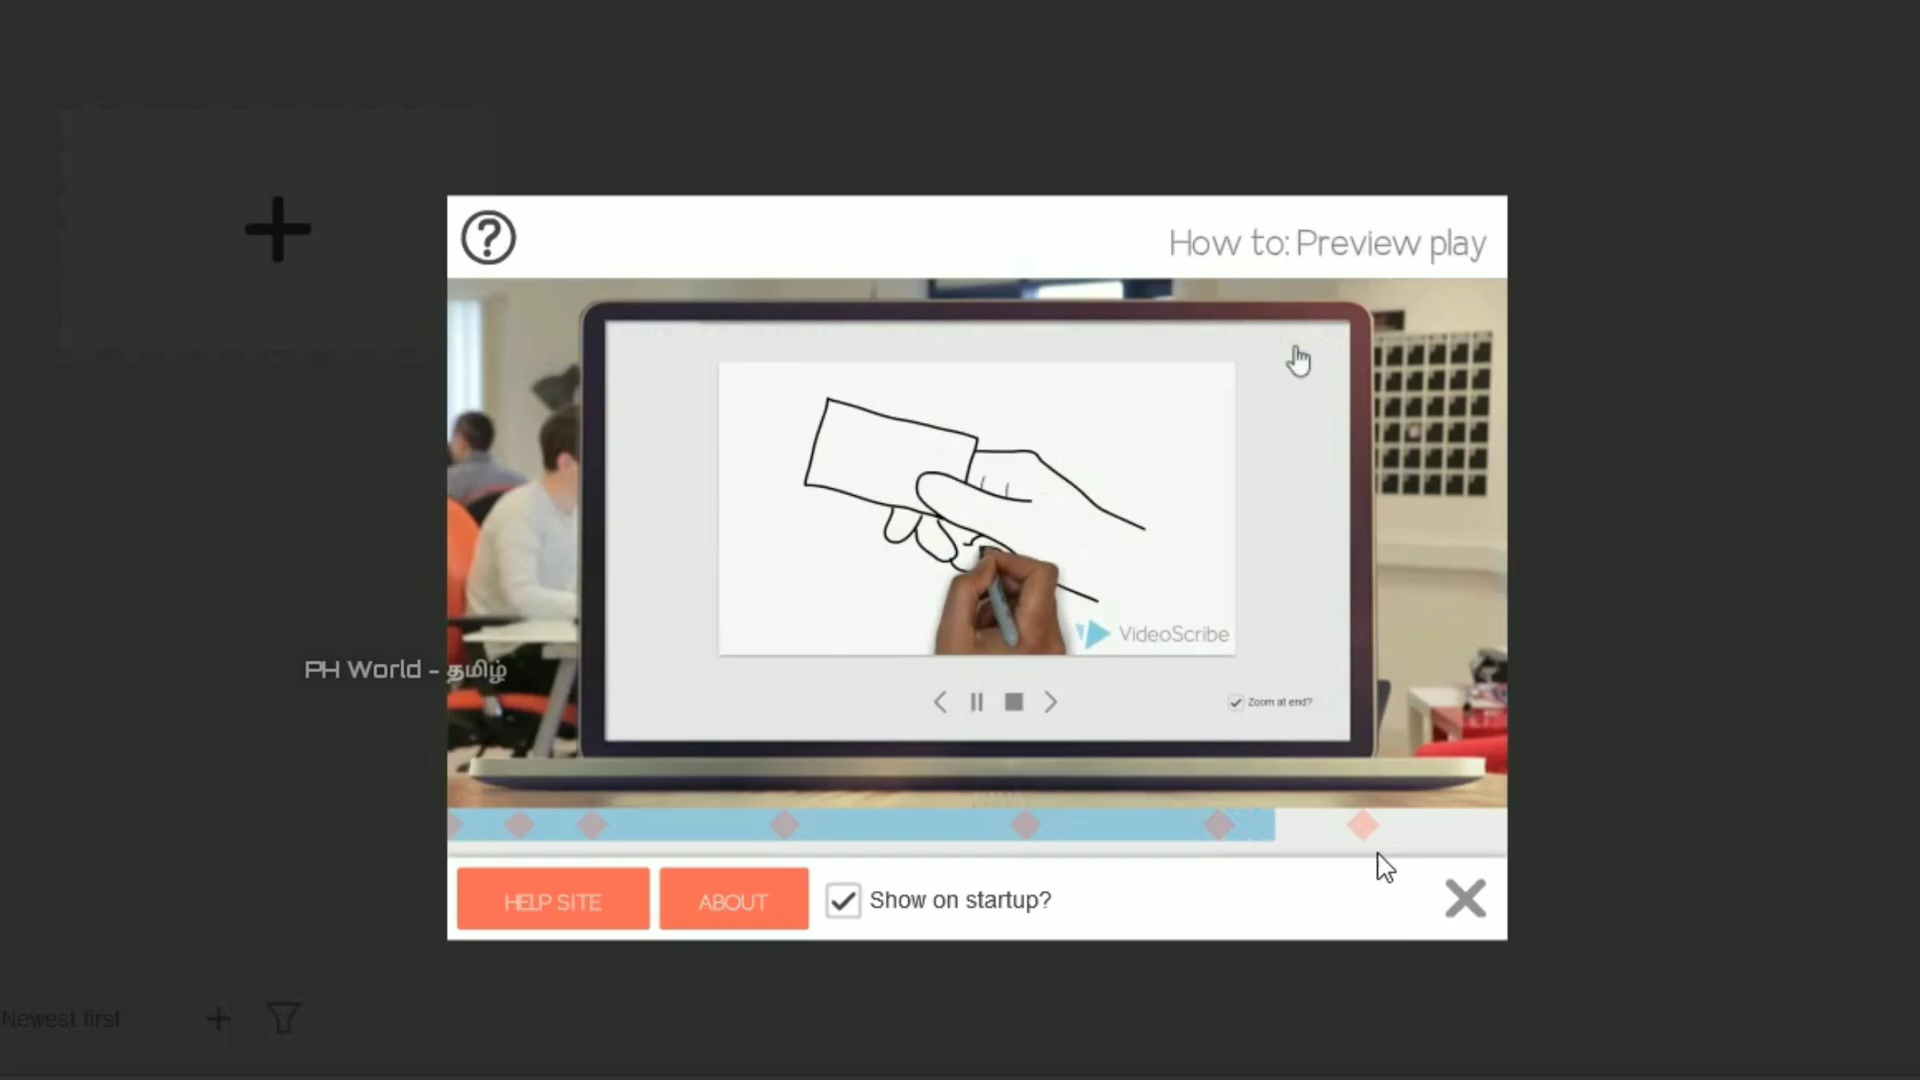 How to: Preview play
VideoScribe
Zoom at end?
PH World - தமிழ்
HELP SITE
ABOUT
Show on startup?
Newest first